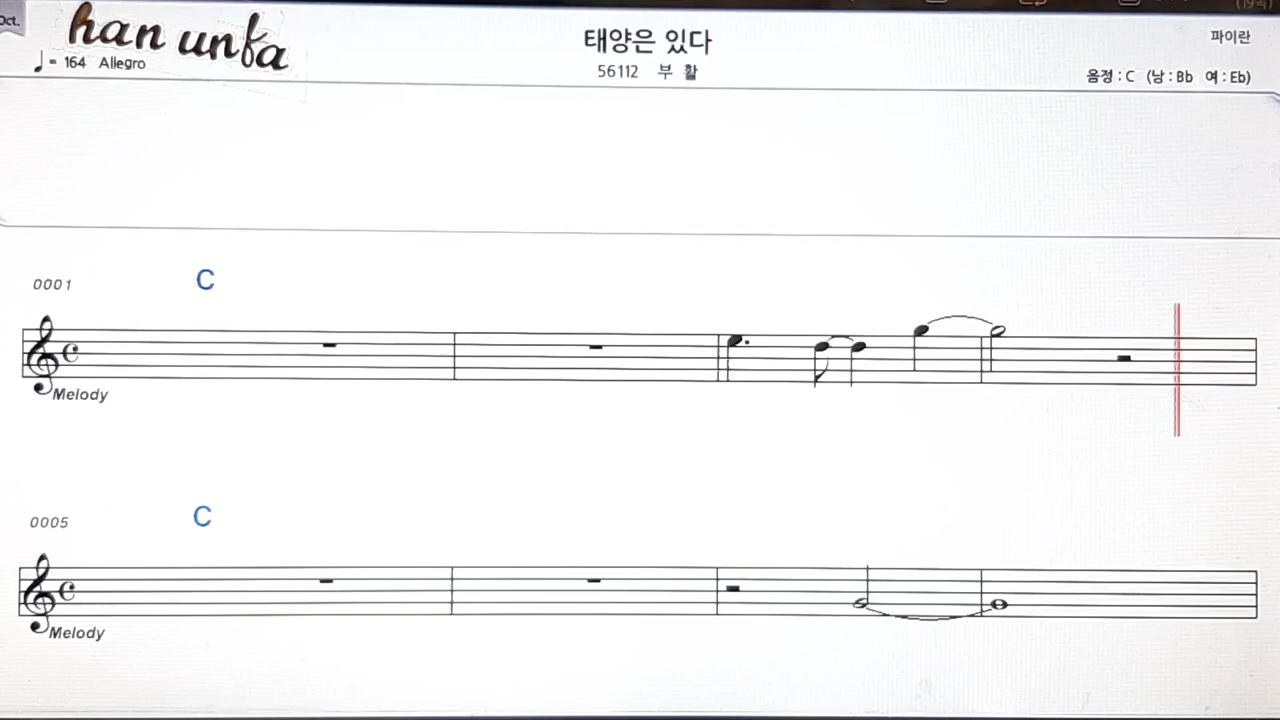 Oct.
han unfa
♩ = 164 Allegro
태양은 있다
56112 부 활
파이란
음정 : C (남 : Bb 여 : Eb)
0001
C
Melody
0005
C
Melody